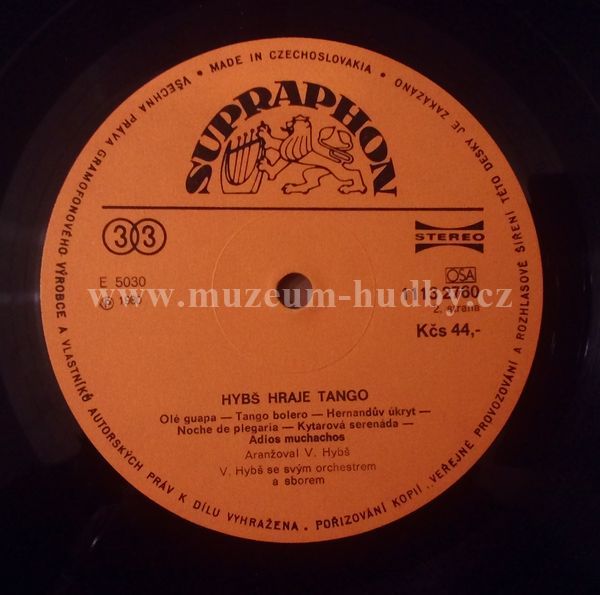 VŠECHNA PRÁVA GRAMOFONOVÉHO VÝROBCE A VLASTNÍKŮ AUTORSKÝCH PRÁV K DÍLU VYHRAŽENA. POŘIZOVÁNÍ KOPIÍ „VEŘEJNÉ PROVOZOVÁNÍ A ROZHLASOVÉ ŠÍŘENÍ TÉTO DESKY JE ZAKÁZÁNO • MADE IN CZECHOSLOVAKIA •
SUPRAPHON
33
STEREO
E 5030
OSA
www.muzeum-hudby.cz
2. strana
Kčs 44,-
HYBŠ HRAJE TANGO
Olé guapa — Tango bolero — Hernandův úkryt —
Noche de plegaria — Kytarová serenáda —
Adios muchachos
Aranžoval V. Hybš
V. Hybš se svým orchestrem
a sborem